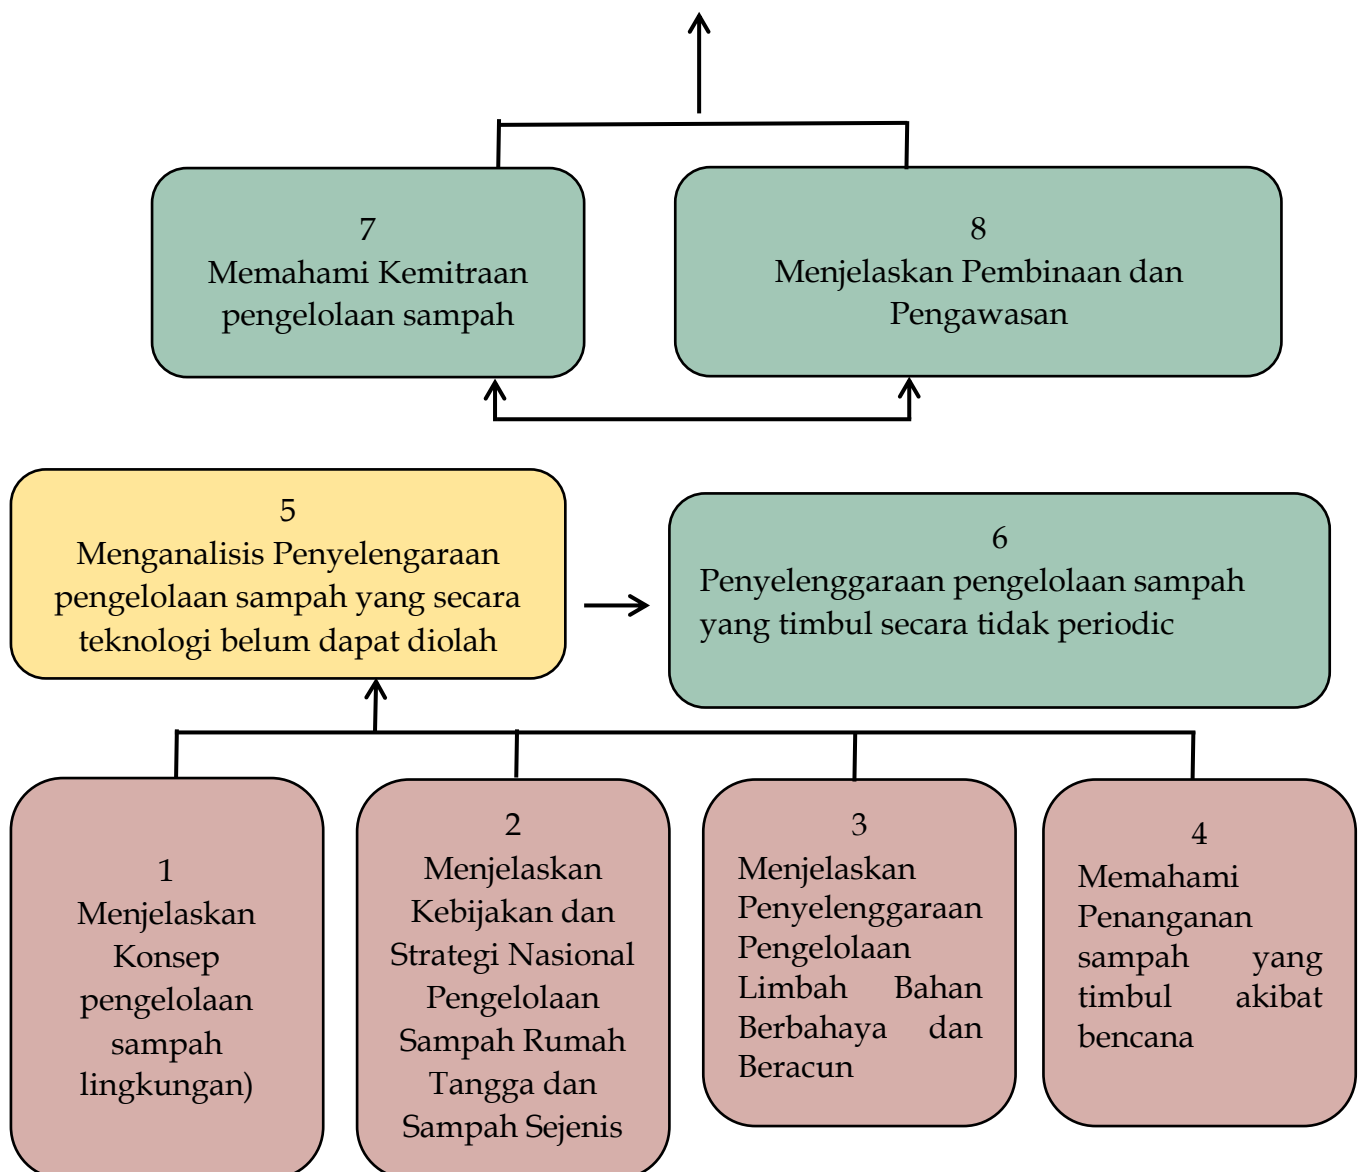 7
Memahami Kemitraan
pengelolaan sampah
8
Menjelaskan Pembinaan dan
Pengawasan
5
Menganalisis Penyelengaraan
pengelolaan sampah yang secara
teknologi belum dapat diolah
6
Penyelenggaraan pengelolaan sampah
yang timbul secara tidak periodic
1
Menjelaskan
Konsep
pengelolaan
sampah
lingkungan)
2
Menjelaskan
Kebijakan dan
Strategi Nasional
Pengelolaan
Sampah Rumah
Tangga dan
Sampah Sejenis
3
Menjelaskan
Penyelenggaraan
Pengelolaan
Limbah Bahan
Berbahaya dan
Beracun
4
Memahami
Penanganan
sampah yang
timbul akibat
bencana